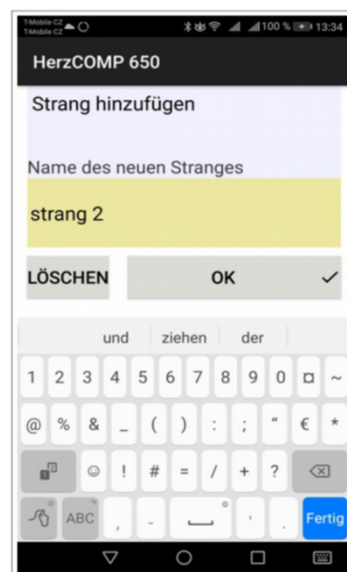 T-Mobile CZ
T-Mobile CZ
100 % 13:34
HerzCOMP 650
Strang hinzufügen
Name des neuen Stranges
strang 2
LÖSCHEN OK
und ziehen der
1 2 3 4 5 6 7 8 9 0 ¤ ~
@ % & _ ( ) : ; " € *
! # = / + ?
ABC , - ' . Fertig